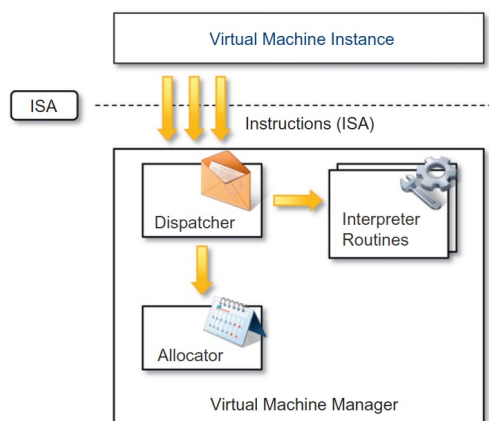 Virtual Machine Instance
ISA
Instructions (ISA)
Dispatcher
Interpreter
Routines
Allocator
Virtual Machine Manager